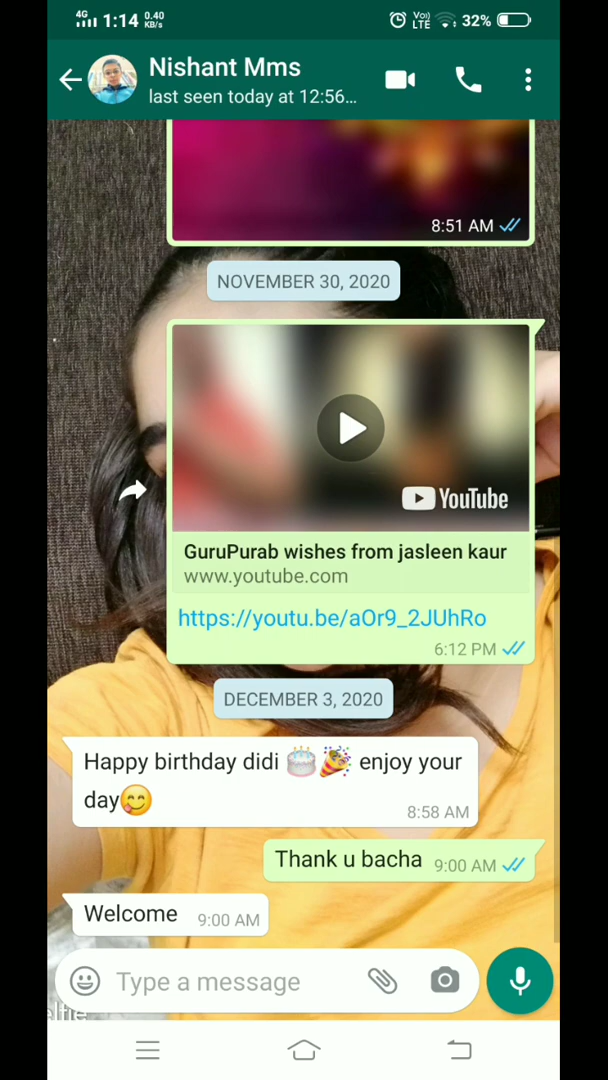 4G 1:14 0.40 KB/s Vo) LTE 32%
Nishant Mms
last seen today at 12:56...
8:51 AM
NOVEMBER 30, 2020
YouTube
GuruPurab wishes from jasleen kaur
www.youtube.com
https://youtu.be/aOr9_2JUhRo
6:12 PM
DECEMBER 3, 2020
Happy birthday didi 🎂🎉 enjoy your
day😋
8:58 AM
Thank u bacha 9:00 AM
Welcome 9:00 AM
Type a message
elfie